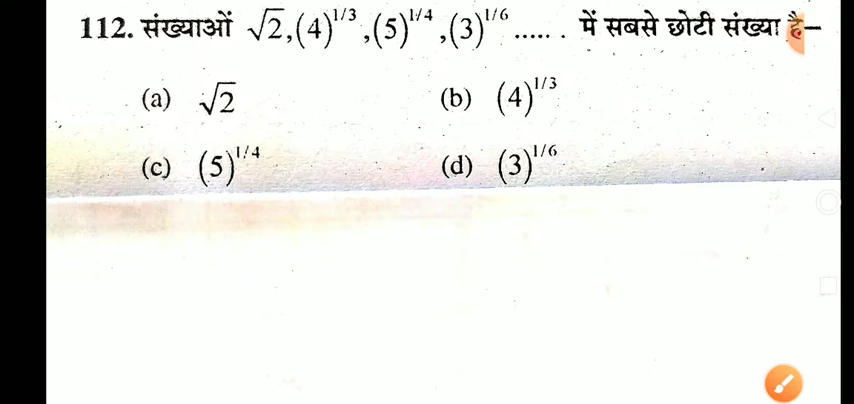 112. संख्याओं √2,(4)^1/3,(5)^1/4,(3)^1/6...... में सबसे छोटी संख्या है–
(a) √2 (b) (4)^1/3
(c) (5)^1/4 (d) (3)^1/6